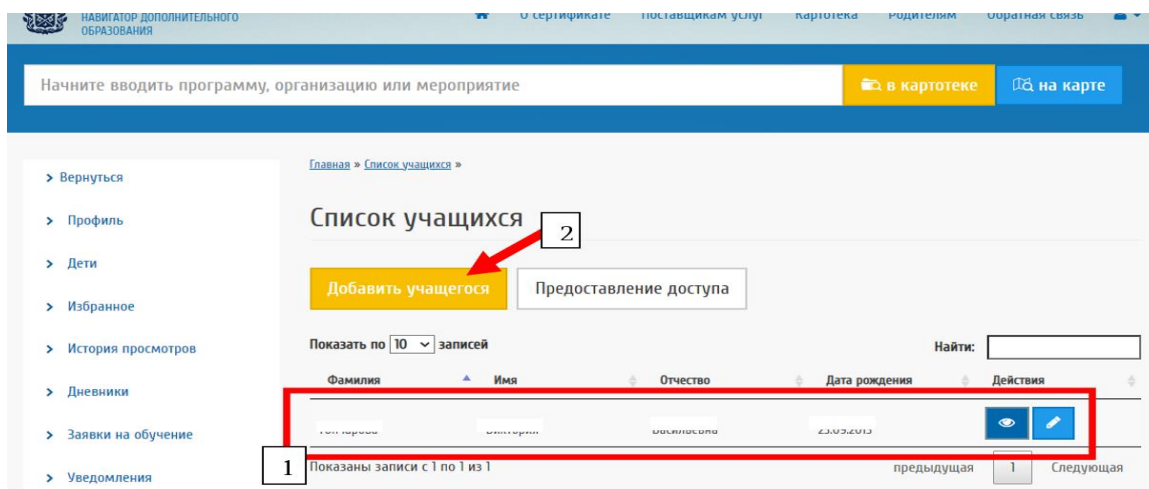 НАВИГАТОР ДОПОЛНИТЕЛЬНОГО
ОБРАЗОВАНИЯ
О сертификате Поставщикам услуг Картотека Родителям Обратная связь
Начните вводить программу, организацию или мероприятие
в картотеке
на карте
Вернуться
Профиль
Дети
Избранное
История просмотров
Дневники
Заявки на обучение
Уведомления
Главная » Список учащихся »
Список учащихся
2
Добавить учащегося
Предоставление доступа
Показать по 10 записей
Найти:
Фамилия Имя Отчество Дата рождения Действия
1
Показаны записи с 1 по 1 из 1
предыдущая 1 Следующая